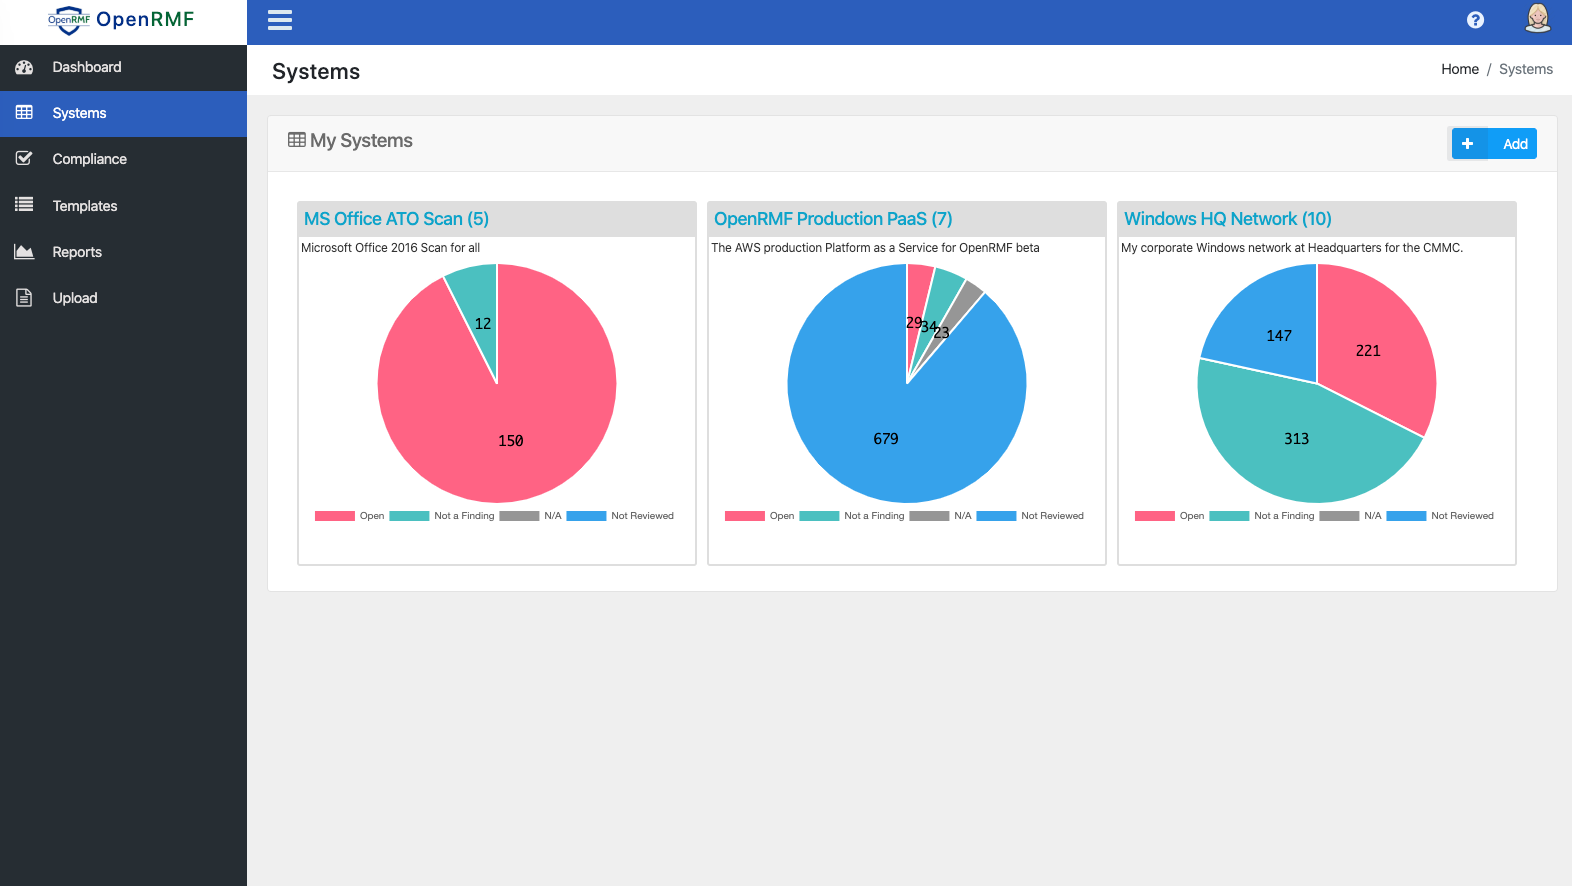 OpenRMF OpenRMF
Dashboard
Systems
Compliance
Templates
Reports
Upload
?
Systems
Home / Systems
My Systems
+ Add
MS Office ATO Scan (5)
Microsoft Office 2016 Scan for all
12
150
Open Not a Finding N/A Not Reviewed
OpenRMF Production PaaS (7)
The AWS production Platform as a Service for OpenRMF beta
29
34
23
679
Open Not a Finding N/A Not Reviewed
Windows HQ Network (10)
My corporate Windows network at Headquarters for the CMMC.
147
221
313
Open Not a Finding N/A Not Reviewed